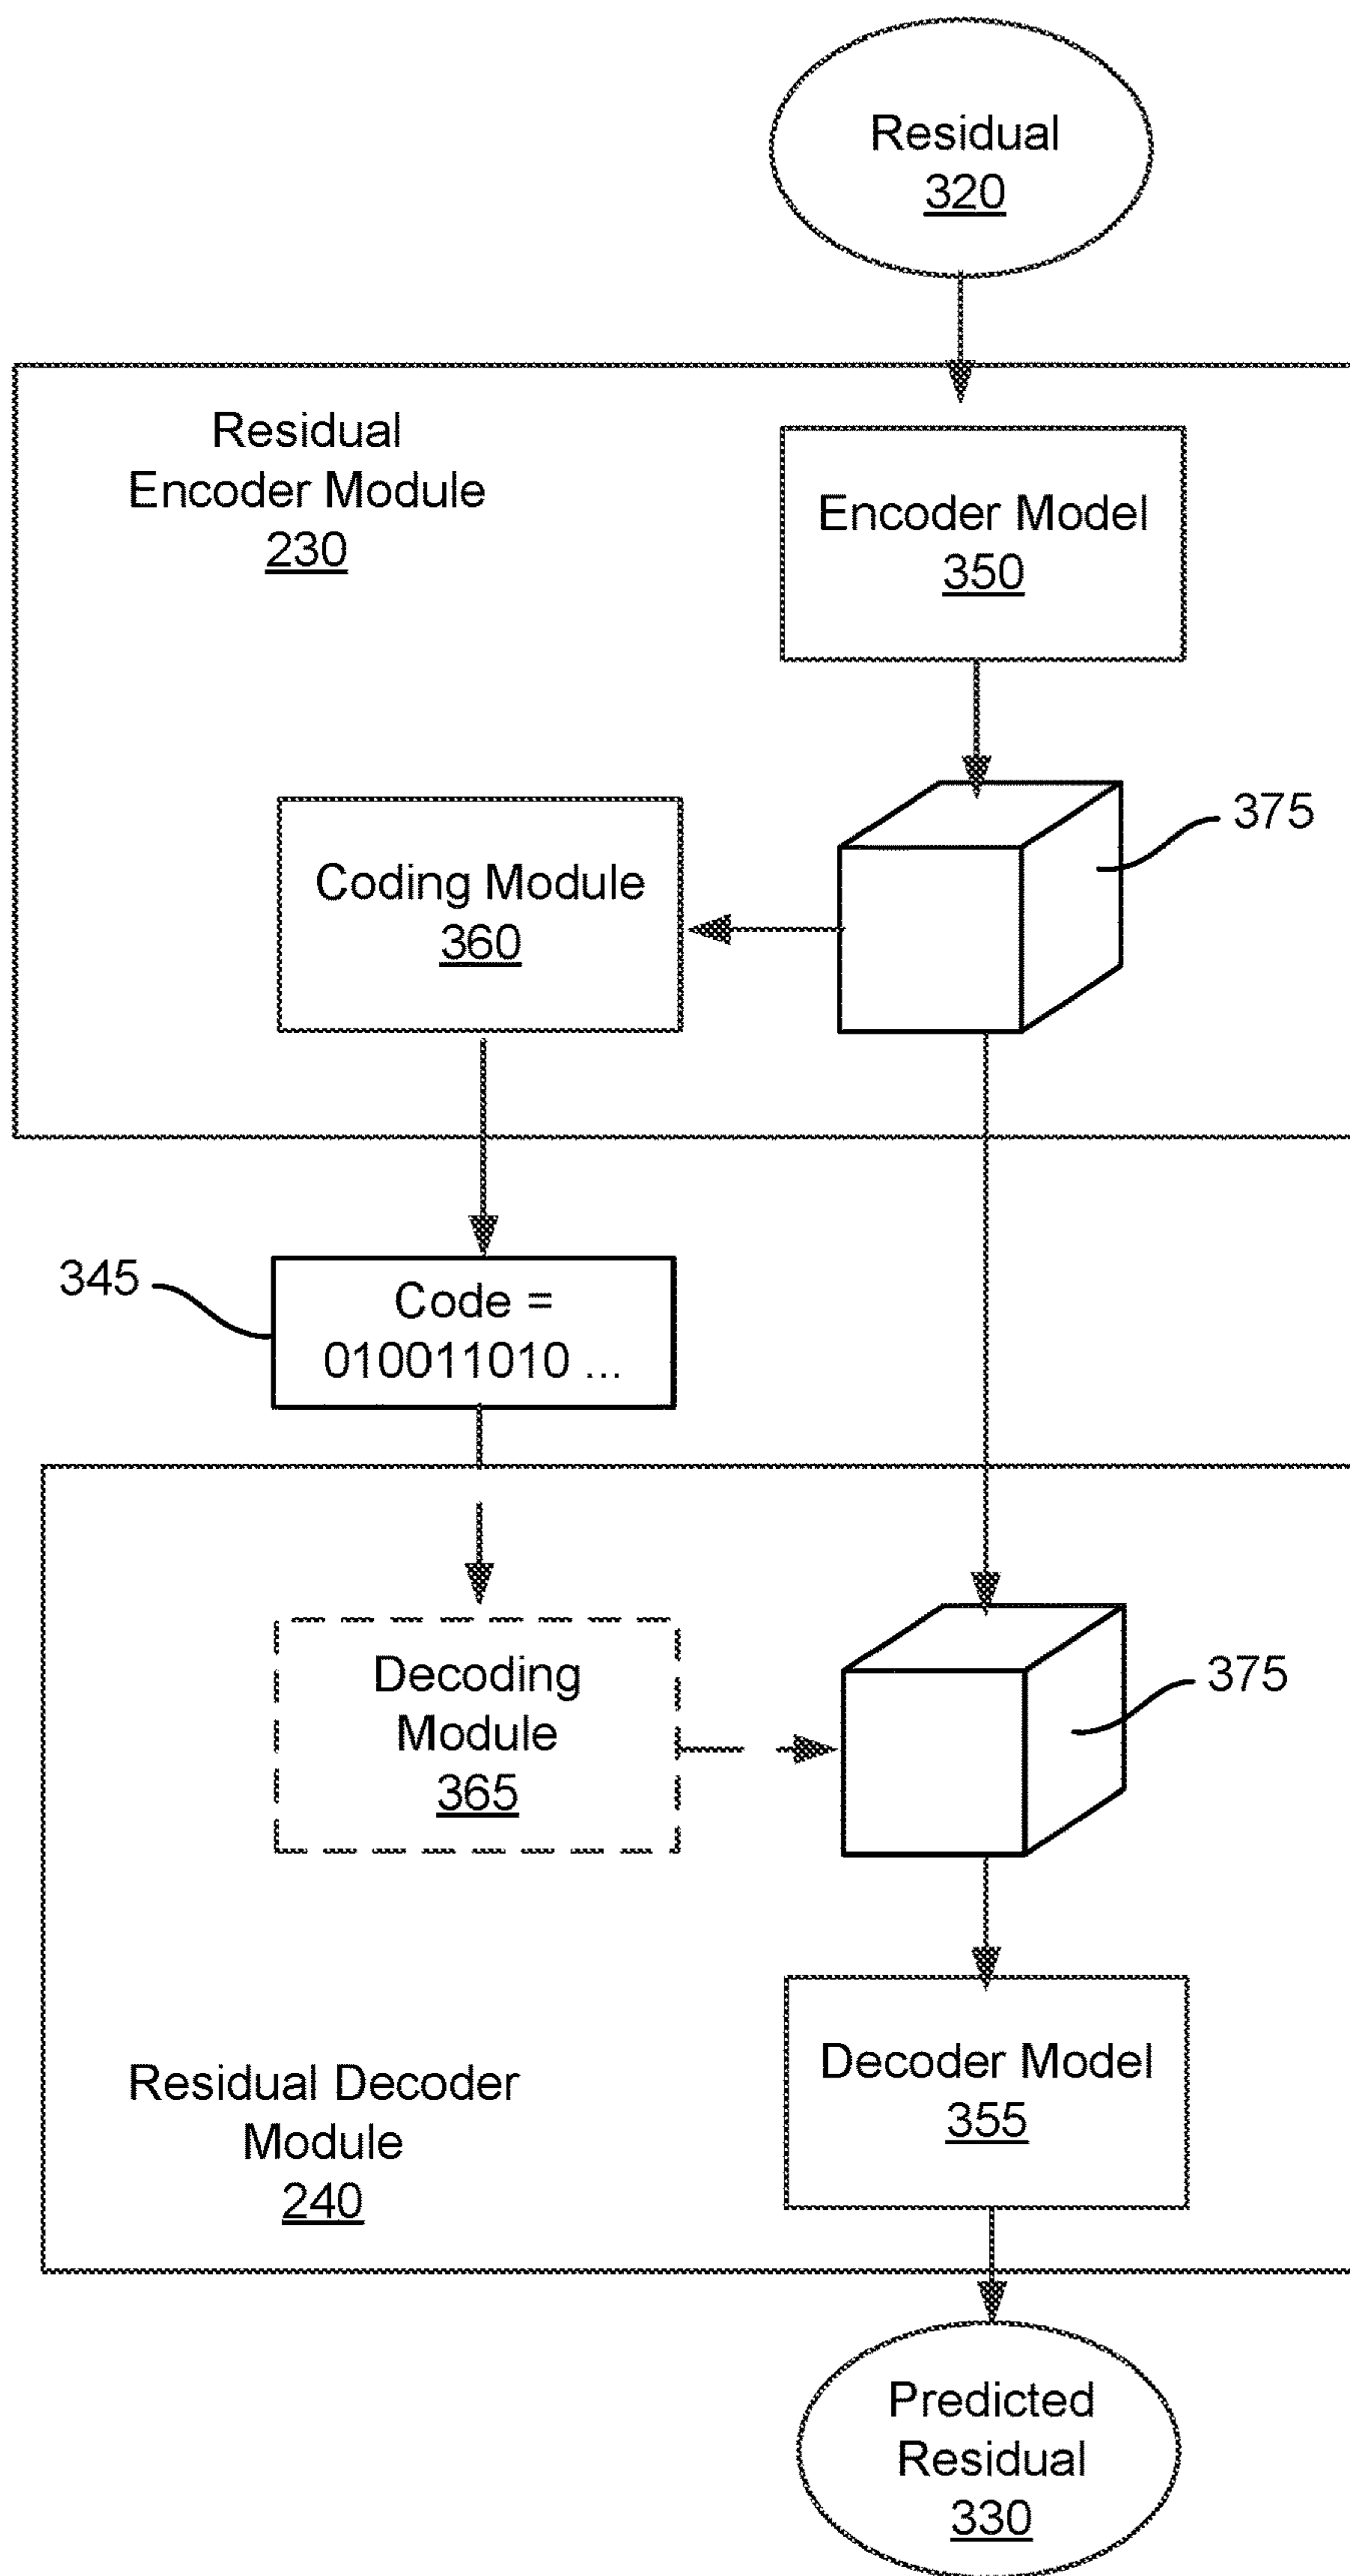 Residual
320
Residual
Encoder Module
230
Encoder Model
350
375
Coding Module
360
345
Code =
010011010 ...
Decoding
Module
365
375
Decoder Model
355
Residual Decoder
Module
240
Predicted
Residual
330